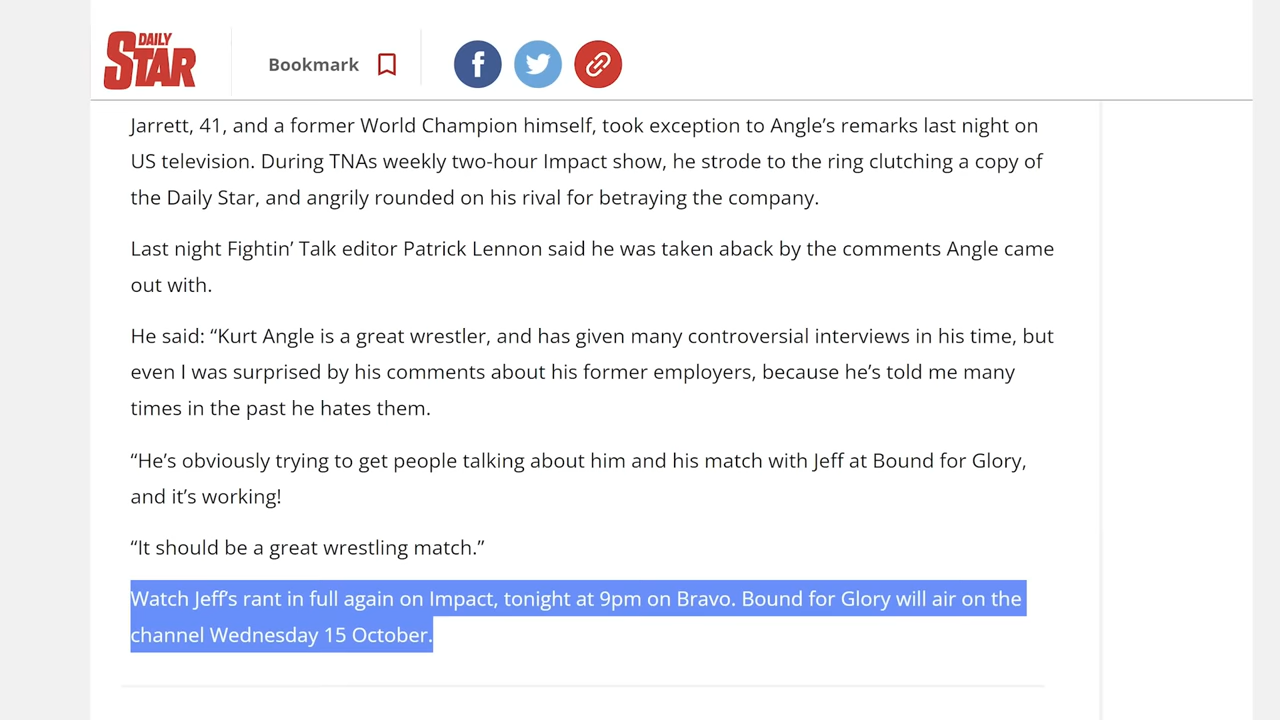 DAILY
STAR
Bookmark
Jarrett, 41, and a former World Champion himself, took exception to Angle’s remarks last night on
US television. During TNAs weekly two-hour Impact show, he strode to the ring clutching a copy of
the Daily Star, and angrily rounded on his rival for betraying the company.
Last night Fightin’ Talk editor Patrick Lennon said he was taken aback by the comments Angle came
out with.
He said: “Kurt Angle is a great wrestler, and has given many controversial interviews in his time, but
even I was surprised by his comments about his former employers, because he’s told me many
times in the past he hates them.
“He’s obviously trying to get people talking about him and his match with Jeff at Bound for Glory,
and it’s working!
“It should be a great wrestling match.”
Watch Jeff’s rant in full again on Impact, tonight at 9pm on Bravo. Bound for Glory will air on the
channel Wednesday 15 October.